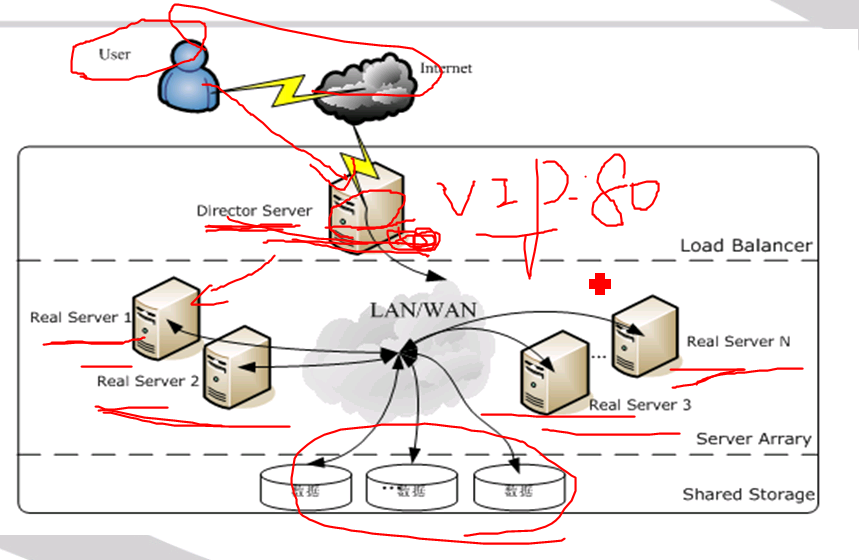 User
Internet
Director Server
VIP:80
Load Balancer
LAN/WAN
Real Server 1
Real Server 2
Real Server N
...
Real Server 3
Server Arrary
数据
...
数据
数据
Shared Storage